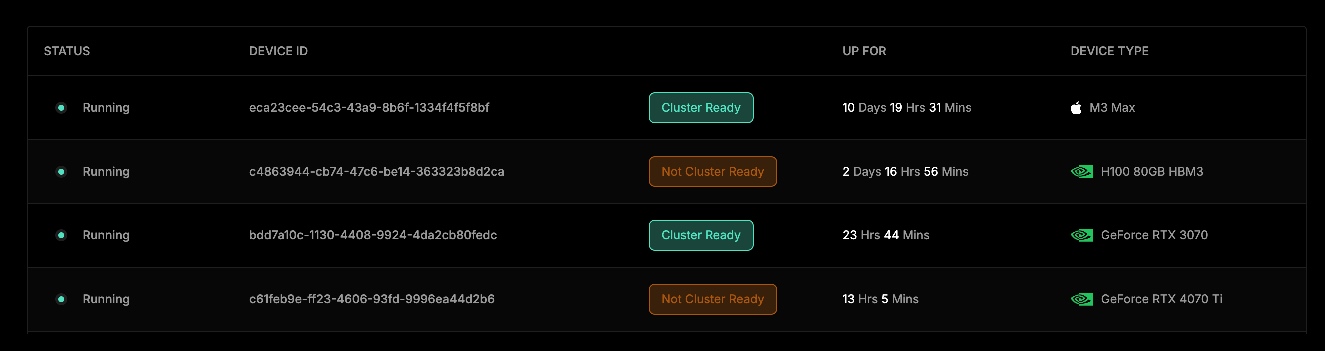 STATUS DEVICE ID UP FOR DEVICE TYPE
Running eca23cee-54c3-43a9-8b6f-1334f4f5f8bf Cluster Ready 10 Days 19 Hrs 31 Mins M3 Max
Running c4863944-cb74-47c6-be14-363323b8d2ca Not Cluster Ready 2 Days 16 Hrs 56 Mins H100 80GB HBM3
Running bdd7a10c-1130-4408-9924-4da2cb80fedc Cluster Ready 23 Hrs 44 Mins GeForce RTX 3070
Running c61feb9e-ff23-4606-93fd-9996ea44d2b6 Not Cluster Ready 13 Hrs 5 Mins GeForce RTX 4070 Ti